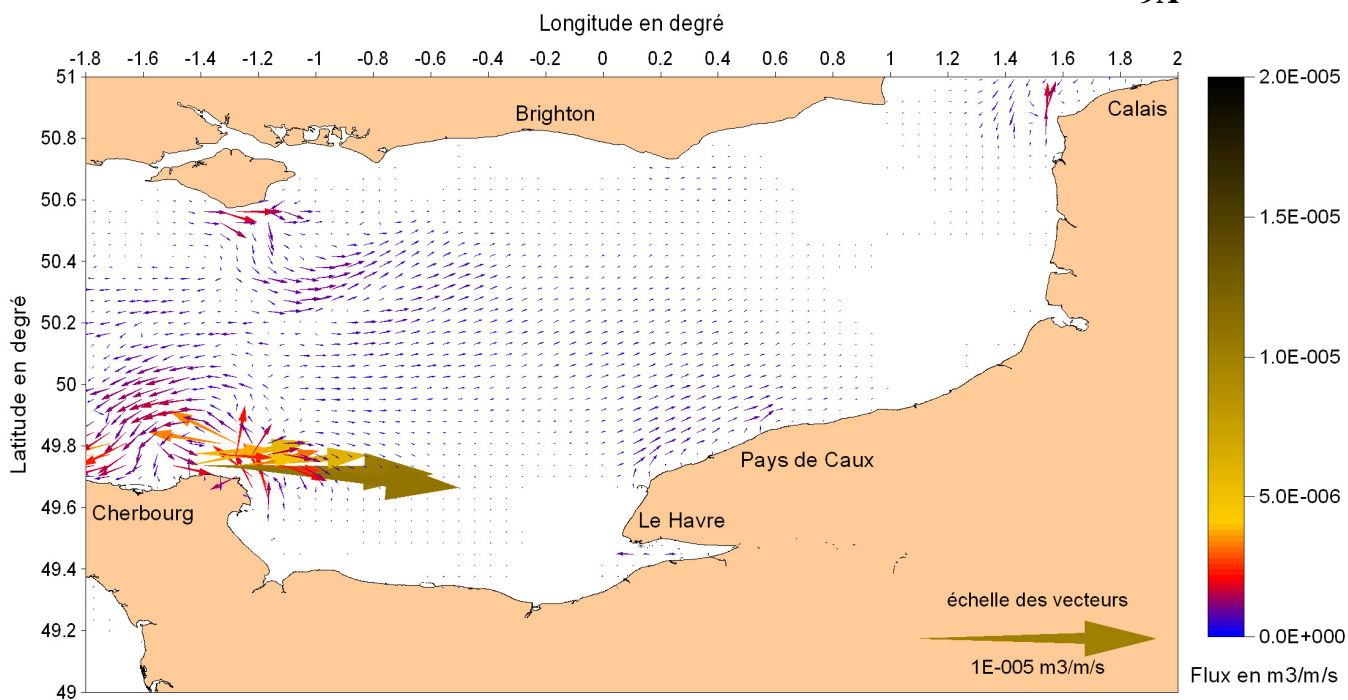 Longitude en degré
-1.8 -1.6 -1.4 -1.2 -1 -0.8 -0.6 -0.4 -0.2 0 0.2 0.4 0.6 0.8 1 1.2 1.4 1.6 1.8 2
51
50.8
50.6
50.4
50.2
50
49.8
49.6
49.4
49.2
49
Latitude en degré
Brighton
Calais
Pays de Caux
Cherbourg
Le Havre
échelle des vecteurs
1E-005 m3/m/s
2.0E-005
1.5E-005
1.0E-005
5.0E-006
0.0E+000
Flux en m3/m/s